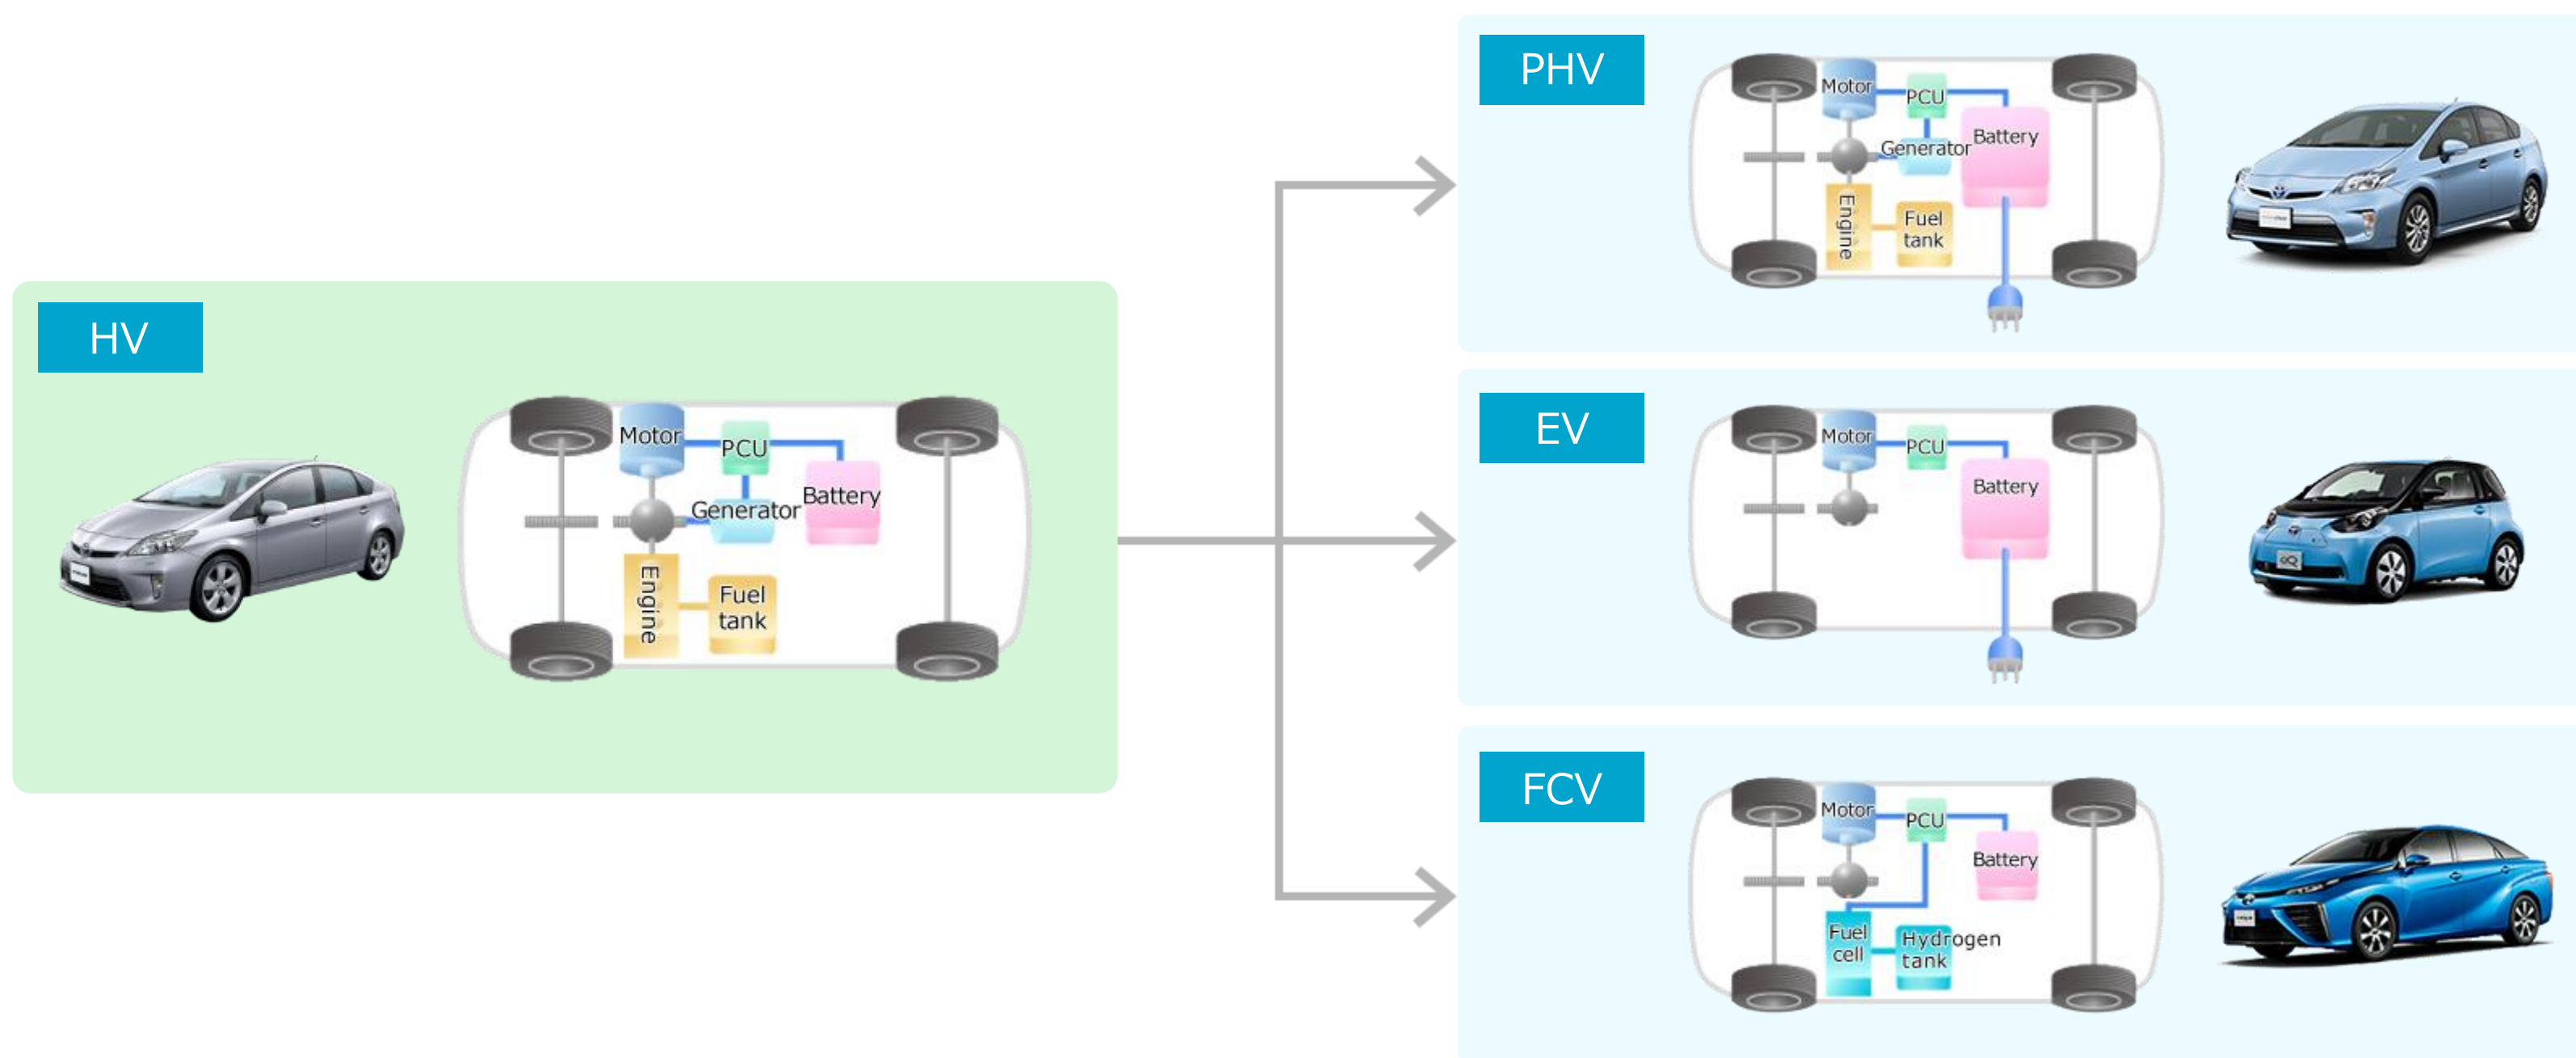 HV
Motor
PCU
Generator
Battery
Engine
Fuel
tank
PHV
Motor
PCU
Generator
Battery
Engine
Fuel
tank
EV
Motor
PCU
Battery
FCV
Motor
PCU
Battery
Fuel
cell
Hydrogen
tank